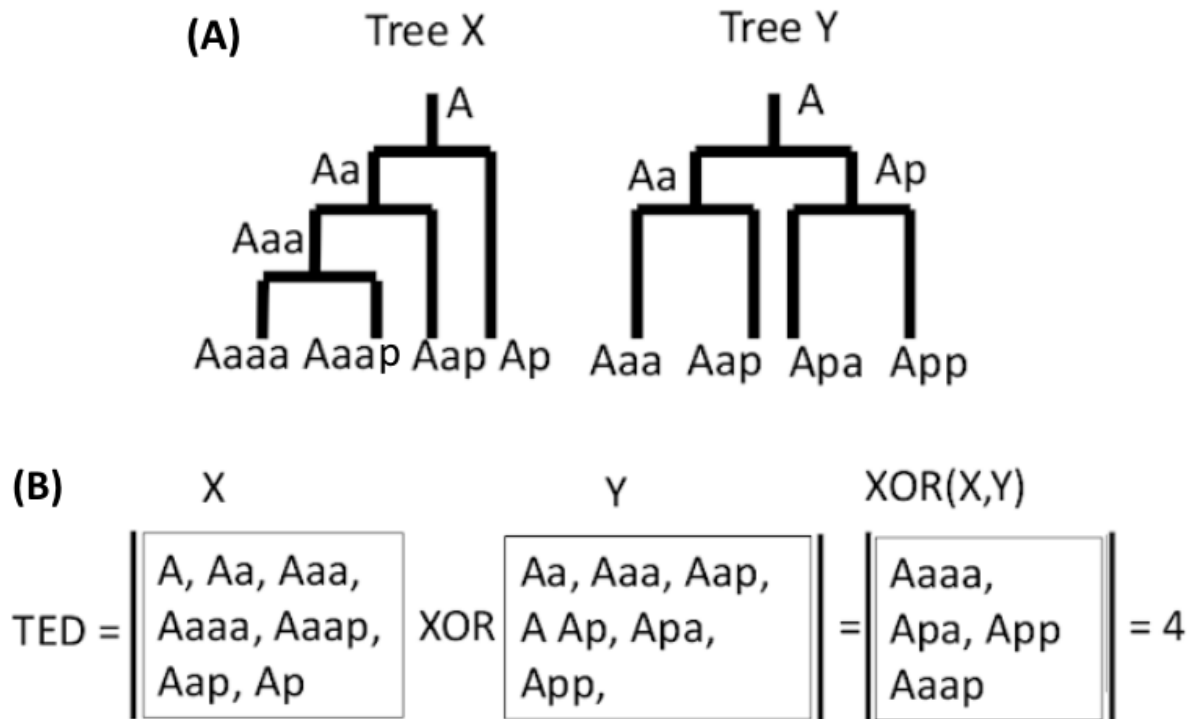 (A) Tree X Tree Y
A A
Aa Aa Ap
Aaa
Aaaa Aaap Aap Ap Aaa Aap Apa App
(B) X Y XOR(X,Y)
A, Aa, Aaa, Aa, Aaa, Aap, Aaaa,
TED = Aaaa, Aaap, XOR A Ap, Apa, = Apa, App = 4
Aap, Ap App, Aaap